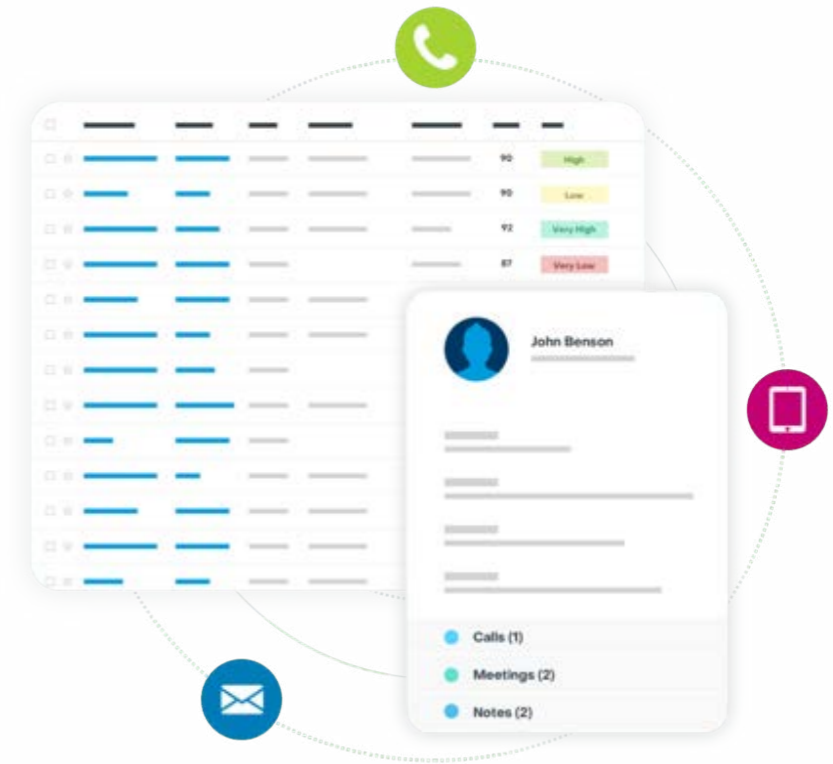 90 High
90 Low
92 Very High
87 Very Low
John Benson
Calls (1)
Meetings (2)
Notes (2)